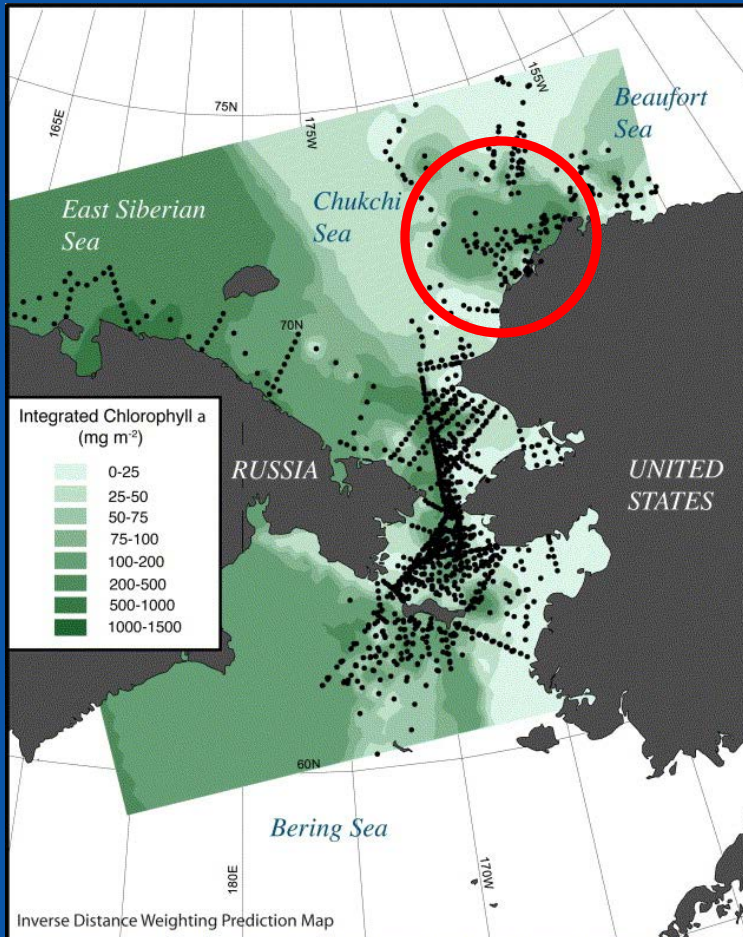 155W
Beaufort
Sea
75N
165E
175W
East Siberian
Sea
Chukchi
Sea
70N
Integrated Chlorophyll a
(mg m-2)
0-25
25-50
50-75
75-100
100-200
200-500
500-1000
1000-1500
RUSSIA
UNITED
STATES
60N
Bering Sea
180E
170W
Inverse Distance Weighting Prediction Map